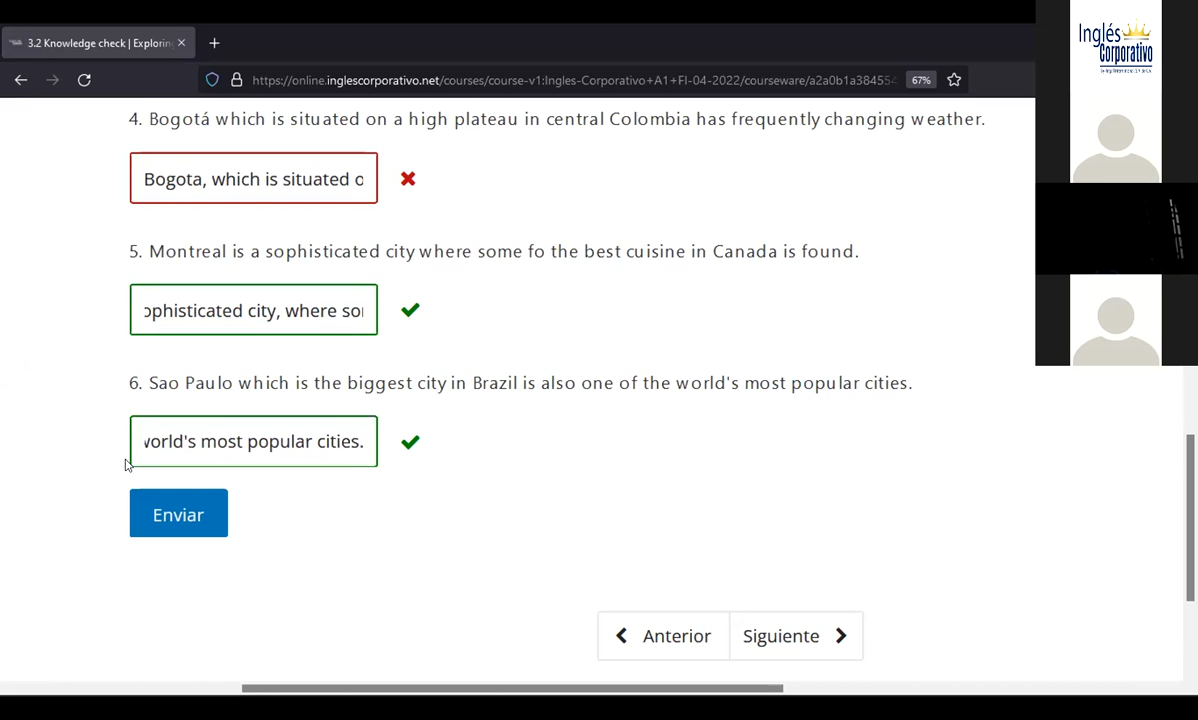 3.2 Knowledge check | Explorin
Inglés
Corporativo
https://online.inglescorporativo.net/courses/course-v1:Ingles-Corporativo+A1+FI-04-2022/courseware/a2a0b1a38455
67%
4. Bogotá which is situated on a high plateau in central Colombia has frequently changing weather.
Bogota, which is situated o
5. Montreal is a sophisticated city where some fo the best cuisine in Canada is found.
ophisticated city, where sor
6. Sao Paulo which is the biggest city in Brazil is also one of the world's most popular cities.
world's most popular cities.
Enviar
Anterior
Siguiente